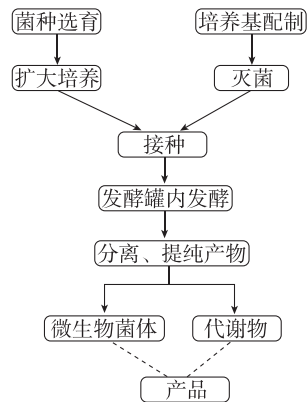 菌种选育
培养基配制
扩大培养
灭菌
接种
发酵罐内发酵
分离、提纯产物
微生物菌体
代谢物
产品